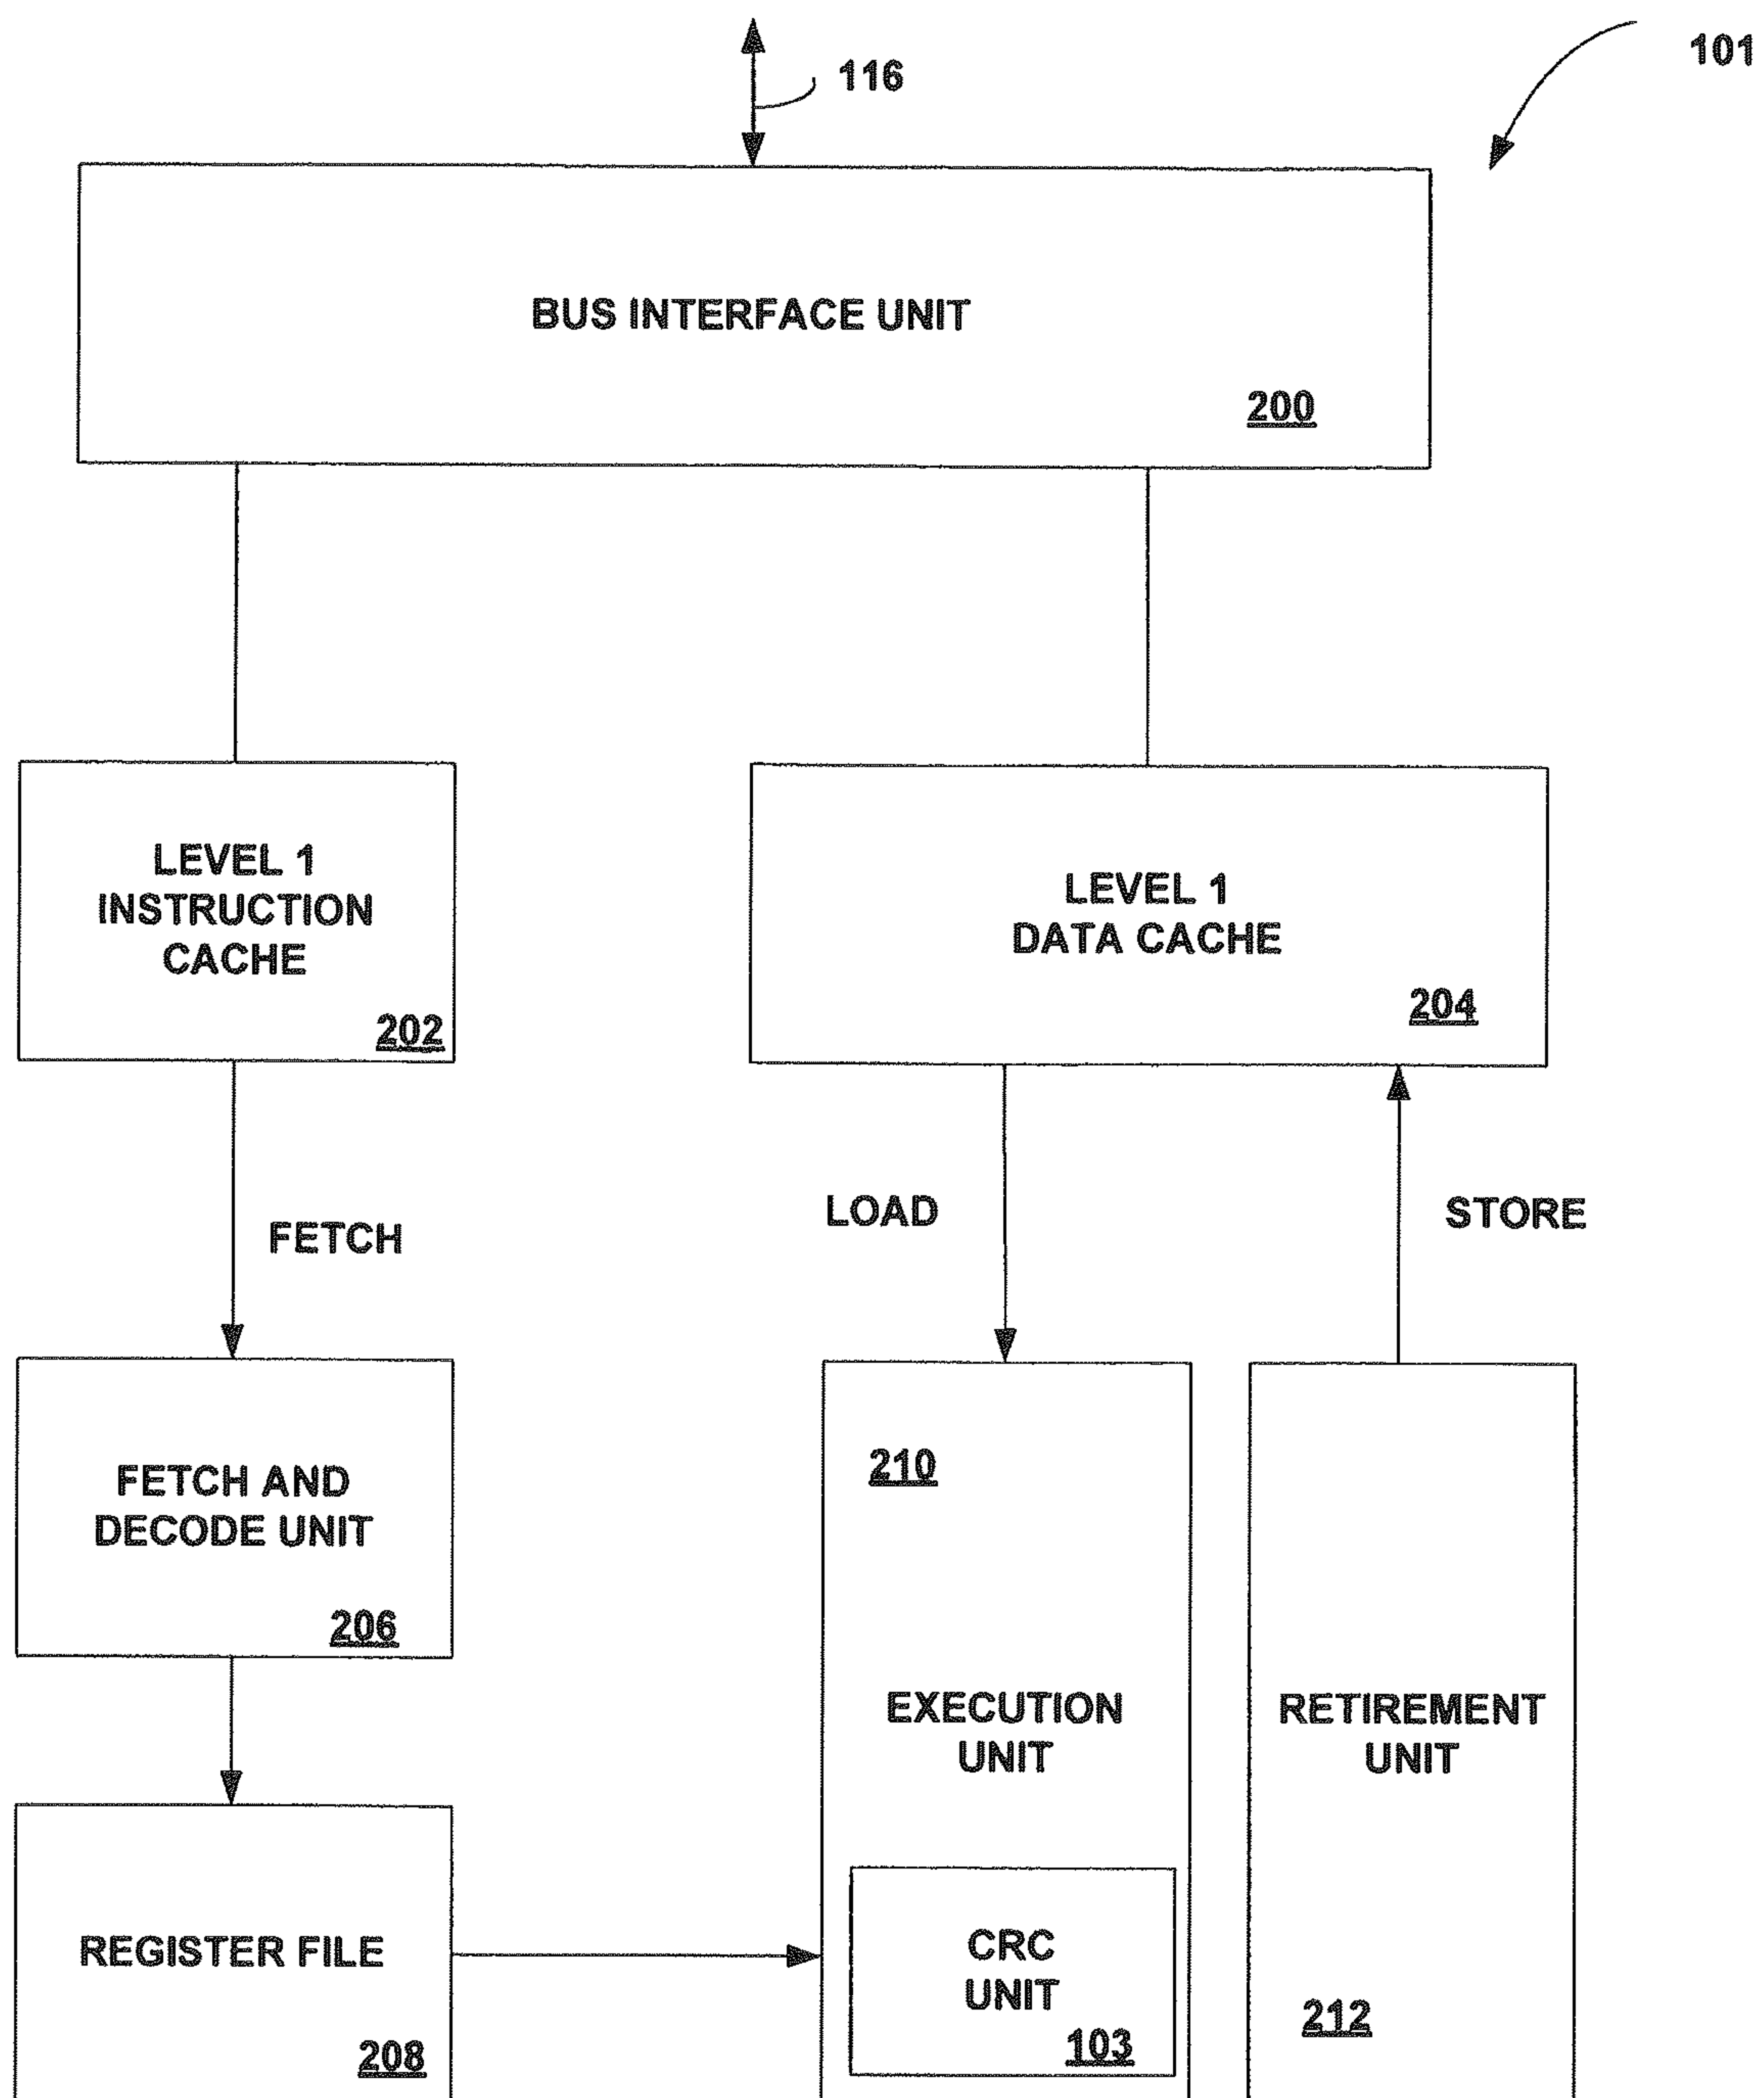 116
101
BUS INTERFACE UNIT
200
LEVEL 1
INSTRUCTION
CACHE
202
LEVEL 1
DATA CACHE
204
FETCH
LOAD
STORE
FETCH AND
DECODE UNIT
206
210
EXECUTION
UNIT
RETIREMENT
UNIT
REGISTER FILE
208
CRC
UNIT
103
212